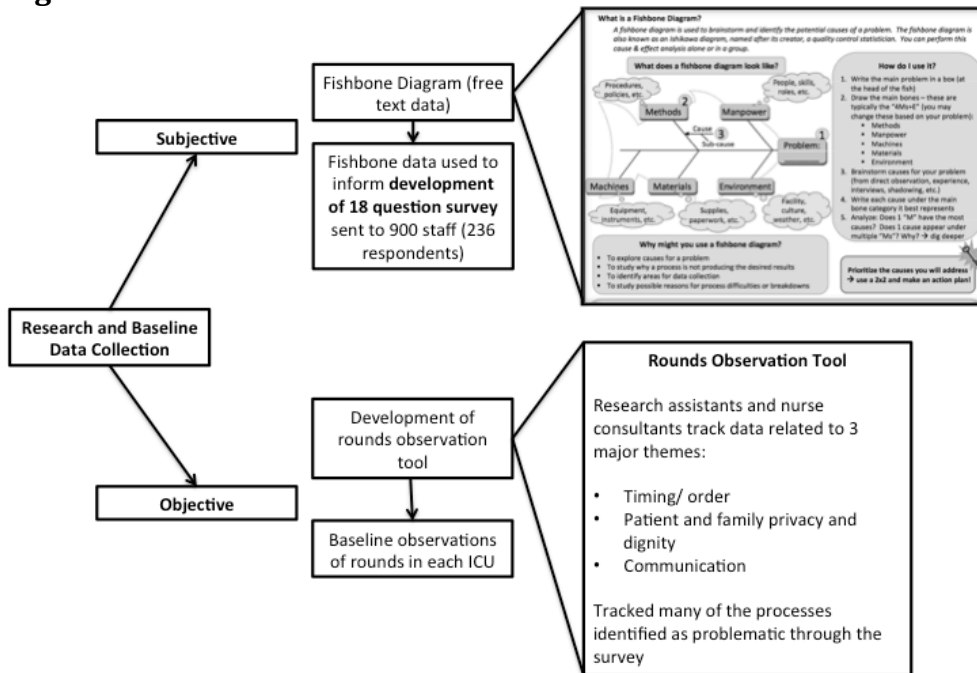 g
What is a Fishbone Diagram?
A fishbone diagram is used to brainstorm and identify the potential causes of a problem. The fishbone diagram is
also known as an Ishikawa diagram, named after its creator, a quality control statistician. You can perform this
cause & effect analysis alone or in a group.
What does a fishbone diagram look like?
Procedures,
policies, etc.
People, skills,
roles, etc.
Methods
2
Manpower
Cause
3
Sub-cause
1
Problem:
Machines
Materials
Environment
Equipment,
instruments, etc.
Supplies,
paperwork, etc.
Facility,
culture,
weather, etc.
How do I use it?
1. Write the main problem in a box (at
the head of the fish)
2. Draw the main bones – these are
typically the "4Ms+E" (you may
change these based on your problem):
▪ Methods
▪ Manpower
▪ Machines
▪ Materials
▪ Environment
3. Brainstorm causes for your problem
(from direct observation, experience,
interviews, shadowing, etc.)
4. Write each cause under the main
bone category it best represents
5. Analyze: Does 1 "M" have the most
causes? Does 1 cause appear under
multiple "Ms"? Why? → dig deeper
Why might you use a fishbone diagram?
• To explore causes for a problem
• To study why a process is not producing the desired results
• To identify areas for data collection
• To study possible reasons for process difficulties or breakdowns
Prioritize the causes you will address
→ use a 2x2 and make an action plan!
Fishbone Diagram (free
text data)
Subjective
Fishbone data used to
inform development
of 18 question survey
sent to 900 staff (236
respondents)
Research and Baseline
Data Collection
Development of
rounds observation
tool
Objective
Baseline observations
of rounds in each ICU
Rounds Observation Tool
Research assistants and nurse
consultants track data related to 3
major themes:
• Timing/ order
• Patient and family privacy and
dignity
• Communication
Tracked many of the processes
identified as problematic through the
survey